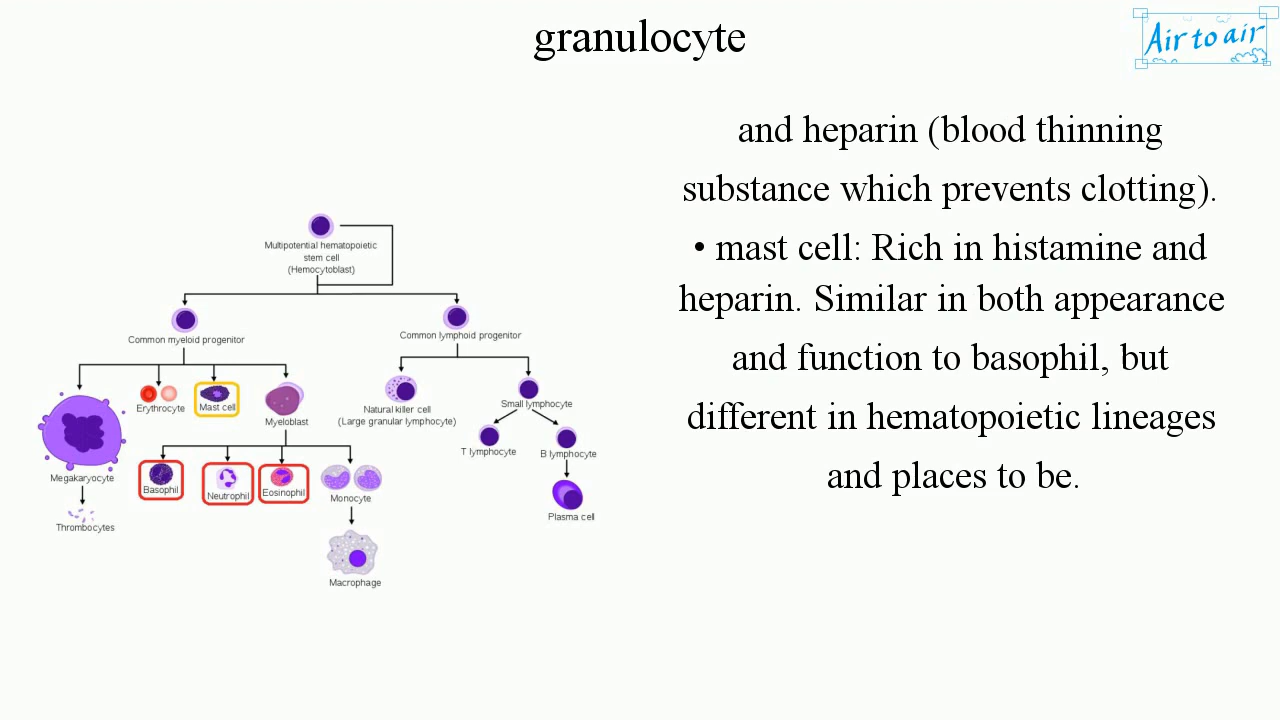 granulocyte
Air to air
and heparin (blood thinning
substance which prevents clotting).
• mast cell: Rich in histamine and
heparin. Similar in both appearance
and function to basophil, but
different in hematopoietic lineages
and places to be.
Multipotential hematopoietic
stem cell
(Hemocytoblast)
Common myeloid progenitor
Common lymphoid progenitor
Erythrocyte
Mast cell
Myeloblast
Natural killer cell
(Large granular lymphocyte)
Small lymphocyte
T lymphocyte
B lymphocyte
Megakaryocyte
Basophil
Neutrophil
Eosinophil
Monocyte
Plasma cell
Thrombocytes
Macrophage